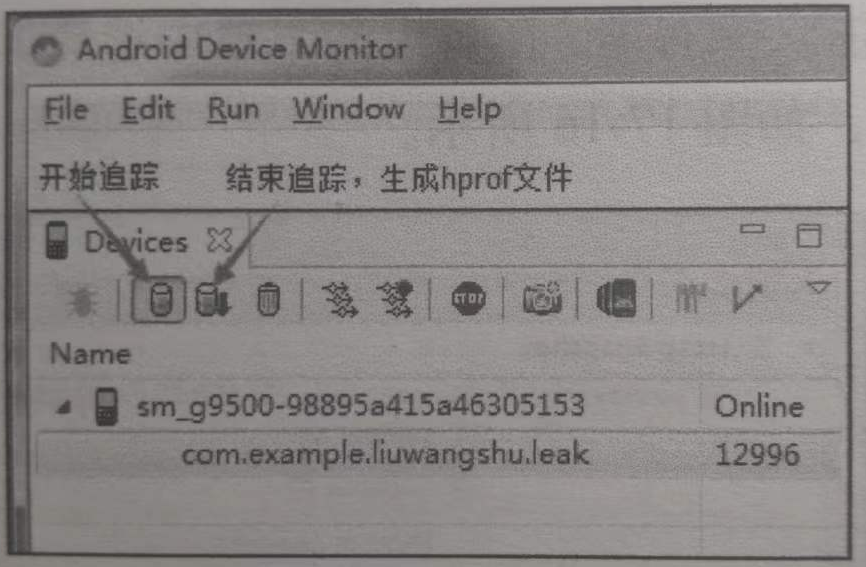 Android Device Monitor
File Edit Run Window Help
开始追踪 结束追踪，生成hprof文件
Devices
STOP
Name
sm_g9500-98895a415a46305153 Online
com.example.liuwangshu.leak 12996